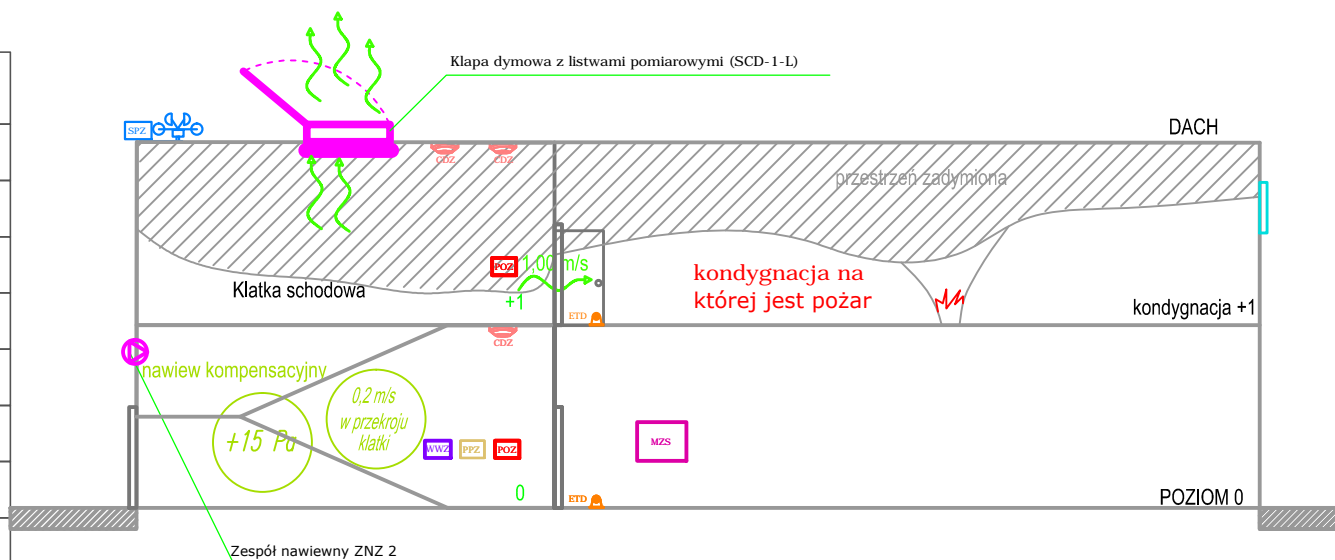 Klapa dymowa z listwami pomiarowymi (SCD-1-L)
SPZ
DACH
CDZ
CDZ
przestrzeń zadymiona
POZ
1,00 m/s
kondygnacja na
której jest pożar
Klatka schodowa
+1
kondygnacja +1
ETD
CDZ
nawiew kompensacyjny
0,2 m/s
w przekroju
klatki
+15 Pa
WWZ
PPZ
POZ
MZS
0
ETD
POZIOM 0
Zespół nawiewny ZNZ 2